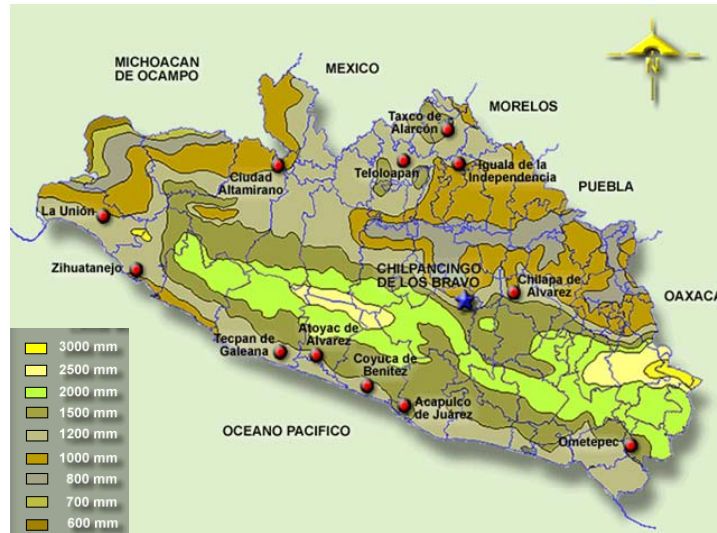 MICHOACAN
DE OCAMPO
MEXICO
N
MORELOS
Taxco de
Alarcón
Teloloapan
Iguala de la
Independencia
Ciudad
Altamirano
PUEBLA
La Unión
Zihuatanejo
CHILPANCINGO
DE LOS BRAVO
Chilapa de
Alvarez
OAXACA
Tecpan de
Galeana
Atoyac de
Alvarez
Coyuca de
Benitez
Acapulco
de Juárez
OCEANO PACIFICO
Ometepec
3000 mm
2500 mm
2000 mm
1500 mm
1200 mm
1000 mm
800 mm
700 mm
600 mm